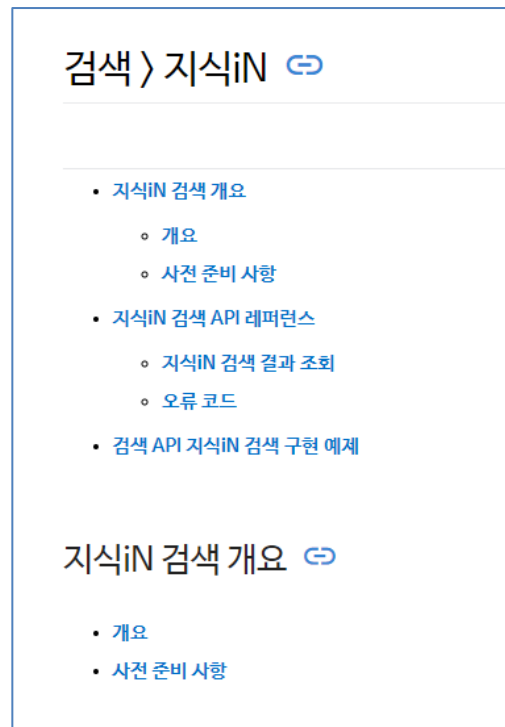 검색 > 지식iN
지식iN 검색 개요
개요
사전 준비 사항
지식iN 검색 API 레퍼런스
지식iN 검색 결과 조회
오류 코드
검색 API 지식iN 검색 구현 예제
지식iN 검색 개요
개요
사전 준비 사항